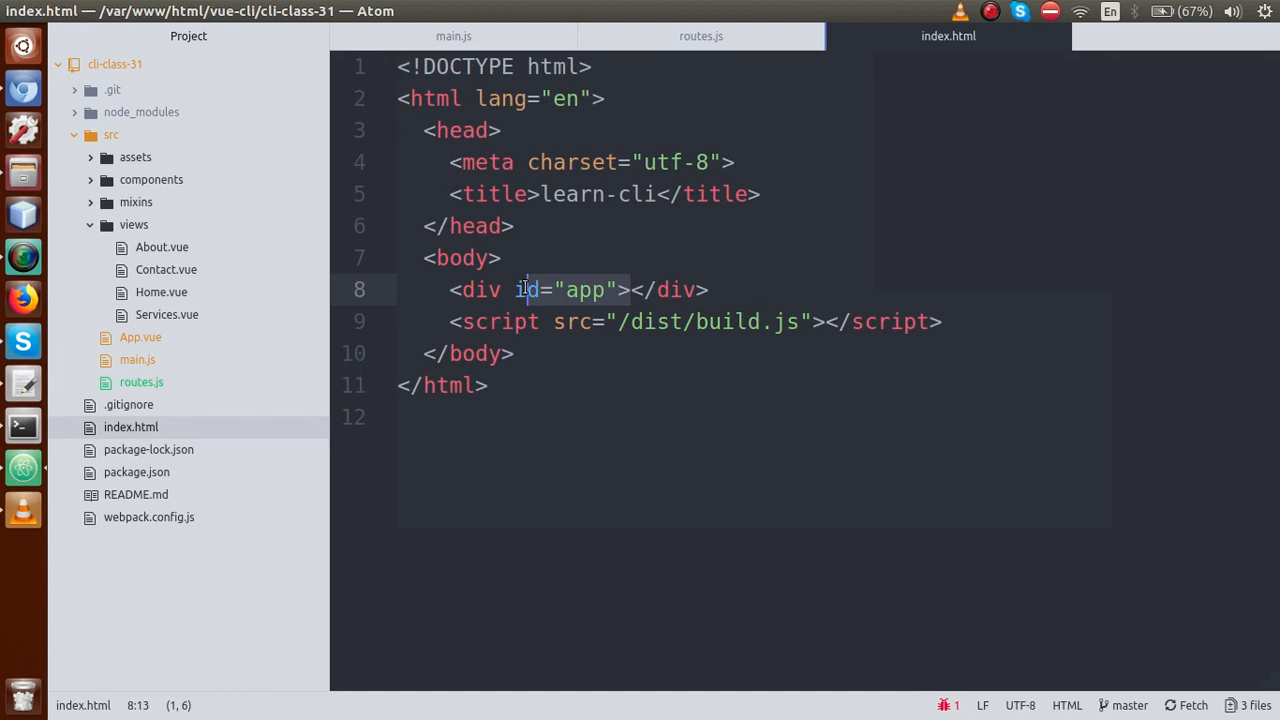 index.html — /var/www/html/vue-cli/cli-class-31 — Atom
En
(67%)
Project
main.js
routes.js
index.html
cli-class-31
.git
node_modules
src
assets
components
mixins
views
About.vue
Contact.vue
Home.vue
Services.vue
App.vue
main.js
routes.js
.gitignore
index.html
package-lock.json
package.json
README.md
webpack.config.js
1 <!DOCTYPE html>
2 <html lang="en">
3 <head>
4 <meta charset="utf-8">
5 <title>learn-cli</title>
6 </head>
7 <body>
8 <div id="app"></div>
9 <script src="/dist/build.js"></script>
10 </body>
11 </html>
12
index.html 8:13 (1, 6)
1 LF UTF-8 HTML master Fetch 3 files